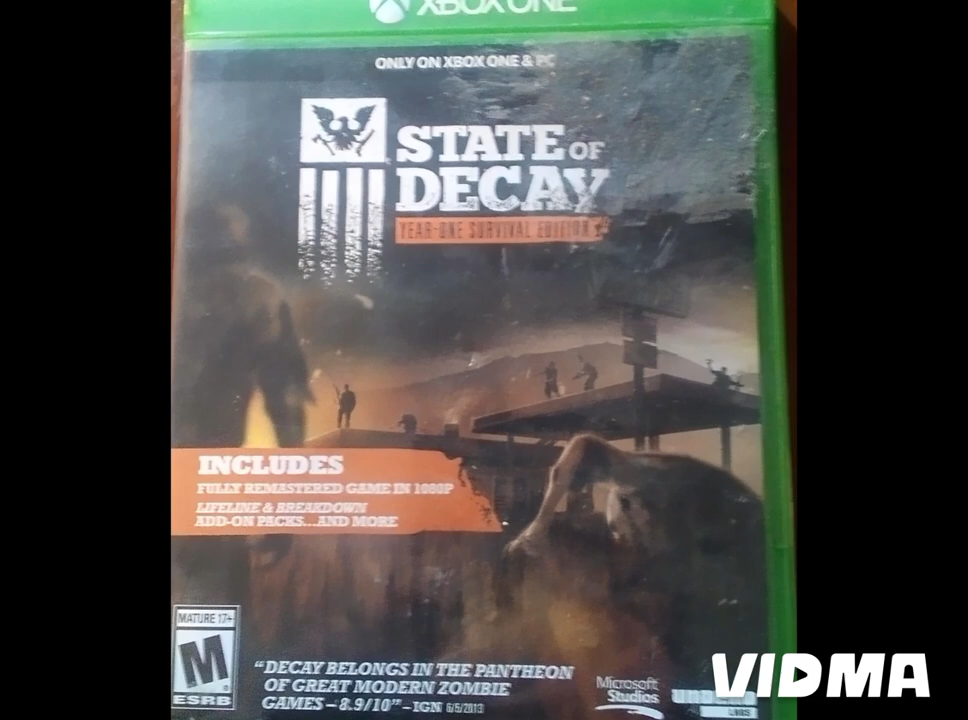 XBOX ONE
ONLY ON XBOX ONE & PC
STATE OF
DECAY
YEAR-ONE SURVIVAL EDITION
INCLUDES
FULLY REMASTERED GAME IN 1080P
LIFELINE & BREAKDOWN
ADD-ON PACKS...AND MORE
MATURE 17+
M
ESRB
"DECAY BELONGS IN THE PANTHEON
OF GREAT MODERN ZOMBIE
GAMES – 8.9/10" – IGN 6/5/2013
Microsoft
Studios
LABS
VIDMA